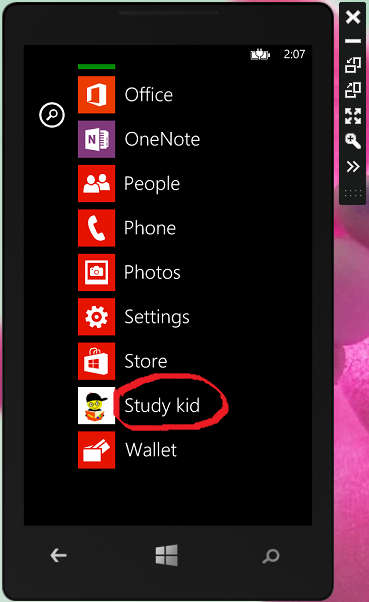 2:07
Office
OneNote
People
Phone
Photos
Settings
Store
Study kid
Wallet